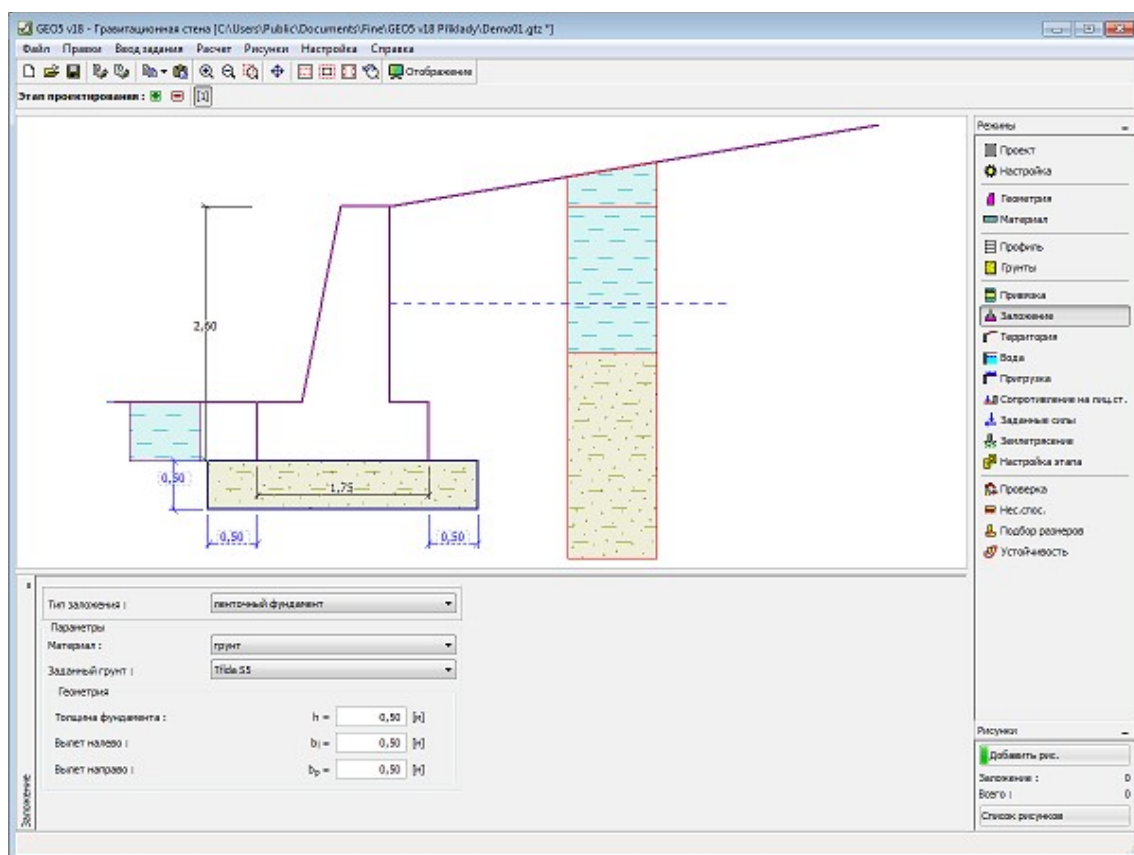 GEO5 v18 - Гравитационная стена [C:\Users\Public\Documents\Fine\GEO5 v18 Příklady\Demo01.gtz *]
Файл Правки Ввод задания Расчет Рисунки Настройка Справка
Отображение
Этап проектирования : [1]
2,60
0,50
1,75
0,50
0,50
Режимы
Проект
Настройка
Геометрия
Материал
Профиль
Грунты
Привязка
Заложение
Территория
Вода
Пригрузка
Сопротивление на лиц.ст.
Заданные силы
Землетрясение
Настройка этапа
Проверка
Нес.спос.
Подбор размеров
Устойчивость
Тип заложения : ленточный фундамент
Параметры
Материал : грунт
Заданный грунт : Třída S5
Геометрия
Толщина фундамента : h = 0,50 [м]
Вылет налево : bl = 0,50 [м]
Вылет направо : bp = 0,50 [м]
Заложение
Рисунки
Добавить рис.
Заложение : 0
Всего : 0
Список рисунков